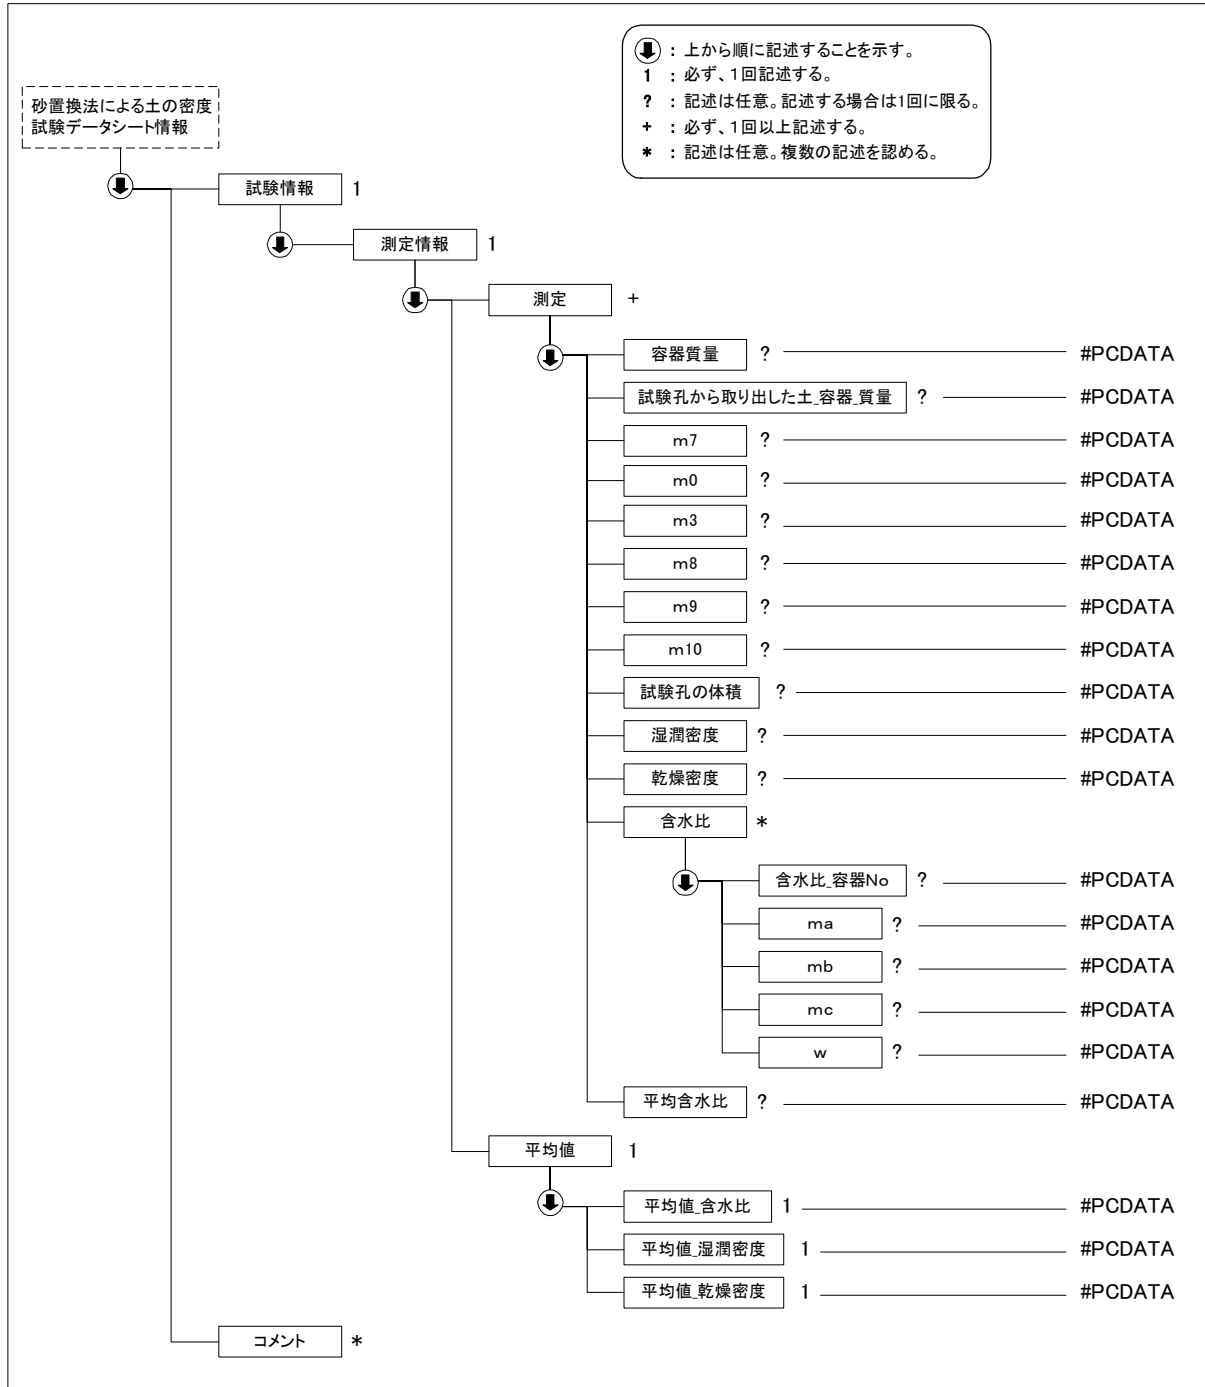 ： 上から順に記述することを示す。
1 ： 必ず、1回記述する。
? ： 記述は任意。記述する場合は1回に限る。
+ ： 必ず、1回以上記述する。
* ： 記述は任意。複数の記述を認める。
砂置換法による土の密度
試験データシート情報
試験情報 1
測定情報 1
測定 +
容器質量 ? #PCDATA
試験孔から取り出した土_容器_質量 ? #PCDATA
m7 ? #PCDATA
m0 ? #PCDATA
m3 ? #PCDATA
m8 ? #PCDATA
m9 ? #PCDATA
m10 ? #PCDATA
試験孔の体積 ? #PCDATA
湿潤密度 ? #PCDATA
乾燥密度 ? #PCDATA
含水比 *
含水比_容器No ? #PCDATA
ma ? #PCDATA
mb ? #PCDATA
mc ? #PCDATA
w ? #PCDATA
平均含水比 ? #PCDATA
平均値 1
平均値_含水比 1 #PCDATA
平均値_湿潤密度 1 #PCDATA
平均値_乾燥密度 1 #PCDATA
コメント *